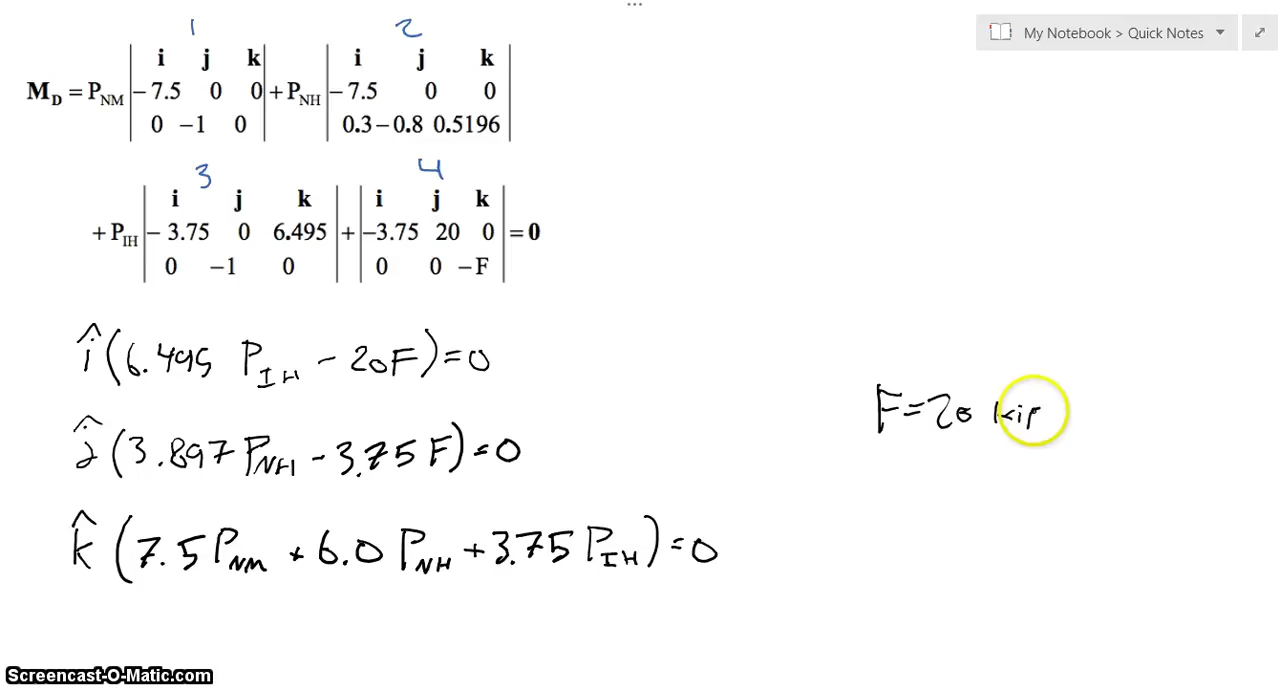 My Notebook > Quick Notes
1 2
i j k i j k
M_D = P_NM | −7.5 0 0 | + P_NH | −7.5 0 0
0 −1 0 0.3 −0.8 0.5196
3 4
i j k i j k
+ P_IH | −3.75 0 6.495 | + | −3.75 20 0 | = 0
0 −1 0 0 0 −F
î (6.495 P_IH − 20F) = 0
ĵ (3.897 P_NH − 3.75 F) = 0
F = 20 kip
k̂ (7.5 P_NM + 6.0 P_NH + 3.75 P_IH) = 0
Screencast-O-Matic.com